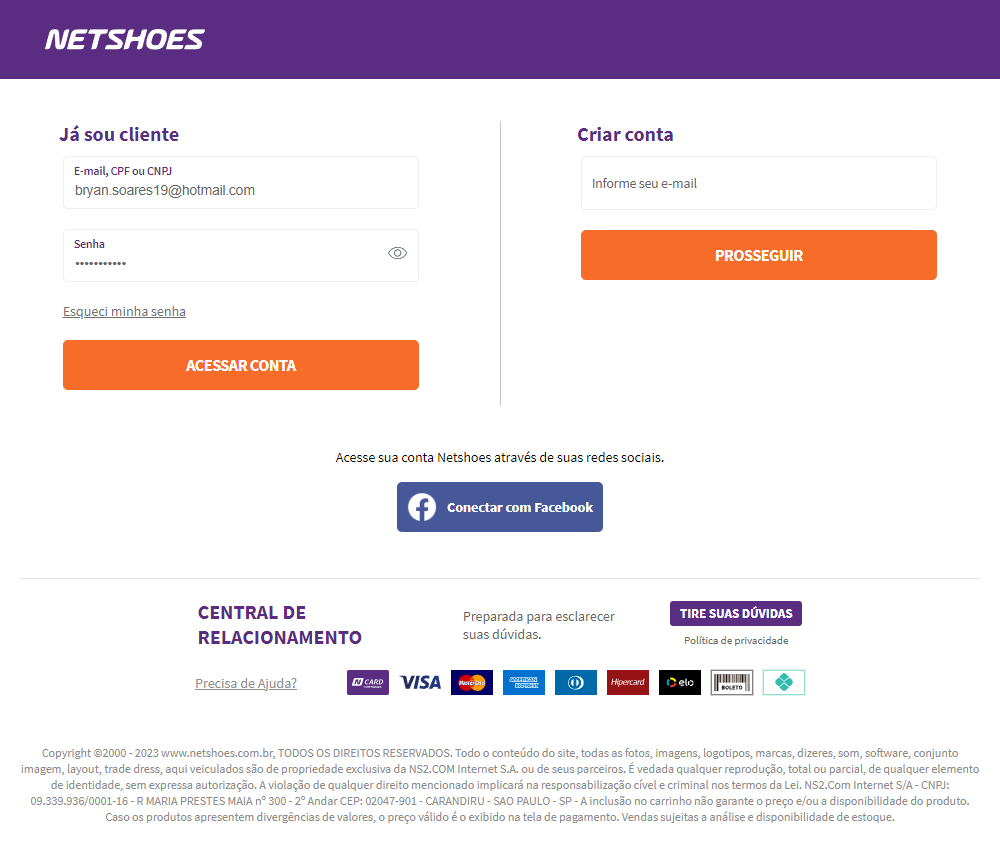 NETSHOES
Já sou cliente
E-mail, CPF ou CNPJ
bryan.soares19@hotmail.com
Senha
•••••••••••
Esqueci minha senha
ACESSAR CONTA
Criar conta
Informe seu e-mail
PROSSEGUIR
Acesse sua conta Netshoes através de suas redes sociais.
Conectar com Facebook
CENTRAL DE
RELACIONAMENTO
Preparada para esclarecer
suas dúvidas.
TIRE SUAS DÚVIDAS
Política de privacidade
Precisa de Ajuda?
N CARD
VISA
MasterCard
AMERICAN EXPRESS
Hipercard
elo
BOLETO
Copyright ©2000 - 2023 www.netshoes.com.br, TODOS OS DIREITOS RESERVADOS. Todo o conteúdo do site, todas as fotos, imagens, logotipos, marcas, dizeres, som, software, conjunto
imagem, layout, trade dress, aqui veiculados são de propriedade exclusiva da NS2.COM Internet S.A. ou de seus parceiros. É vedada qualquer reprodução, total ou parcial, de qualquer elemento
de identidade, sem expressa autorização. A violação de qualquer direito mencionado implicará na responsabilização cível e criminal nos termos da Lei. NS2.Com Internet S/A - CNPJ:
09.339.936/0001-16 - R MARIA PRESTES MAIA nº 300 - 2º Andar CEP: 02047-901 - CARANDIRU - SAO PAULO - SP - A inclusão no carrinho não garante o preço e/ou a disponibilidade do produto.
Caso os produtos apresentem divergências de valores, o preço válido é o exibido na tela de pagamento. Vendas sujeitas a análise e disponibilidade de estoque.